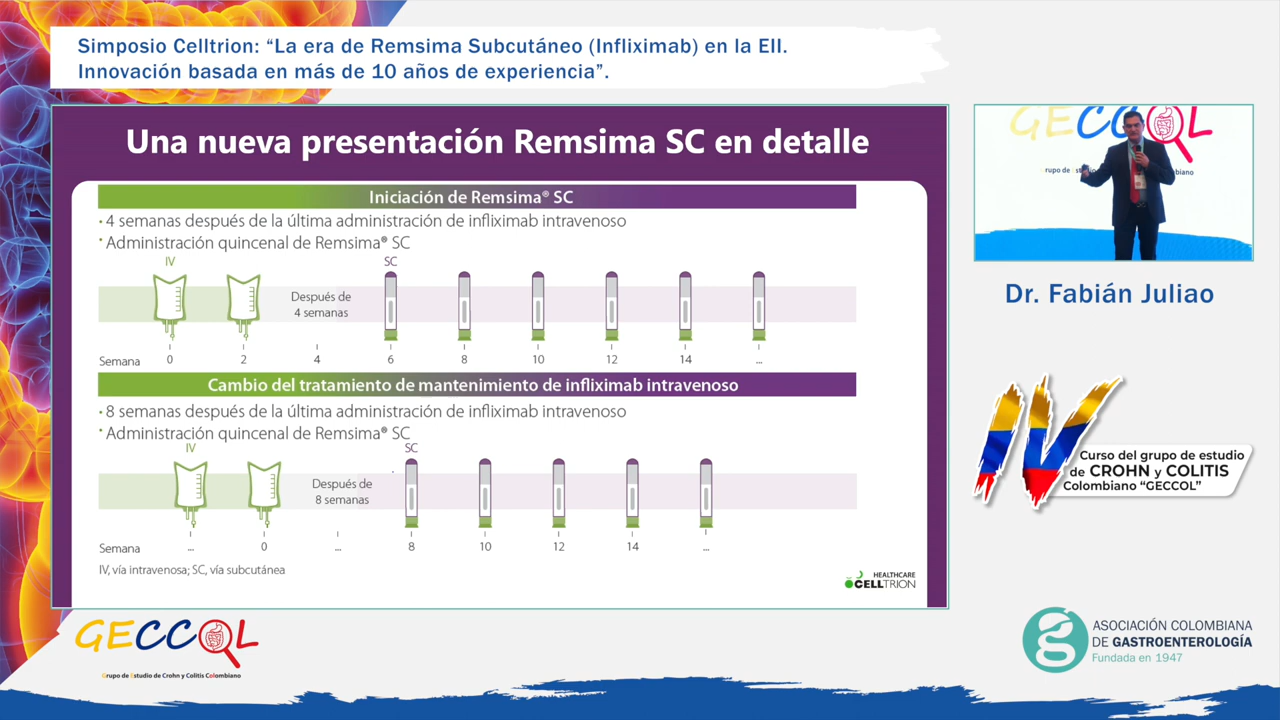 Simposio Celltrion: “La era de Remsima Subcutáneo (Infliximab) en la EII.
Innovación basada en más de 10 años de experiencia”.
Una nueva presentación Remsima SC en detalle
Iniciación de Remsima® SC
• 4 semanas después de la última administración de infliximab intravenoso
• Administración quincenal de Remsima® SC
IV SC
Después de
4 semanas
Semana 0 2 4 6 8 10 12 14 ...
Cambio del tratamiento de mantenimiento de infliximab intravenoso
• 8 semanas después de la última administración de infliximab intravenoso
• Administración quincenal de Remsima® SC
IV SC
Después de
8 semanas
Semana ... 0 ... 8 10 12 14 ...
IV, vía intravenosa; SC, vía subcutánea
HEALTHCARE
CELLTRION
GECCOL
rupo de Est
biano
Dr. Fabián Juliao
IV
Curso del grupo de estudio
de CROHN y COLITIS
Colombiano “GECCOL”
GECCOL
Grupo de Estudio de Crohn y Colitis Colombiano
ASOCIACIÓN COLOMBIANA
DE GASTROENTEROLOGÍA
Fundada en 1947